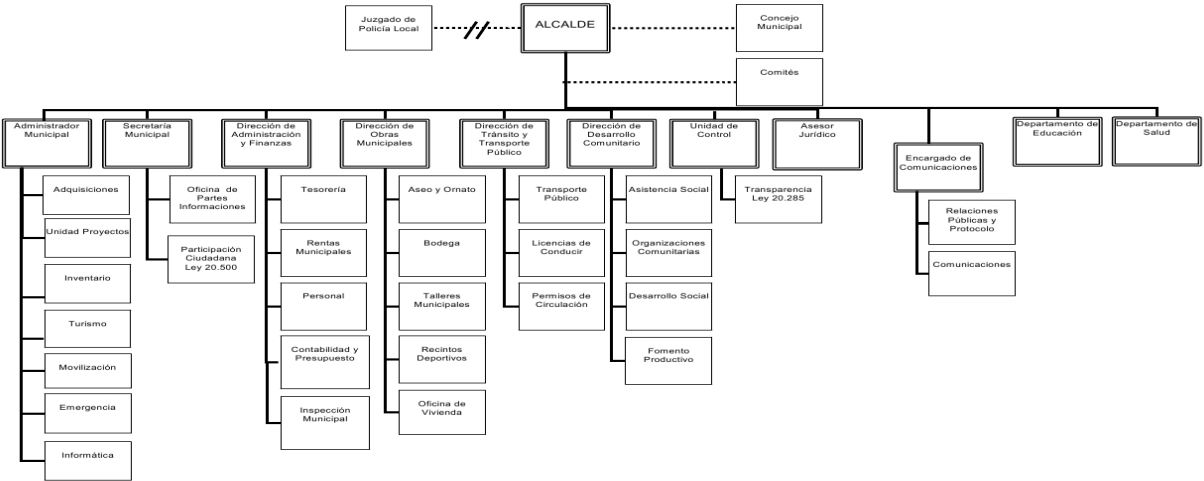 Juzgado de
Policía Local
ALCALDE
Concejo
Municipal
Comités
Administrador
Municipal
Secretaría
Municipal
Dirección de
Administración
y Finanzas
Dirección de
Obras
Municipales
Dirección de
Tránsito y
Transporte
Público
Dirección de
Desarrollo
Comunitario
Unidad de
Control
Asesor
Jurídico
Encargado de
Comunicaciones
Departamento de
Educación
Departamento de
Salud
Adquisiciones
Unidad Proyectos
Inventario
Turismo
Movilización
Emergencia
Informática
Oficina de
Partes
Informaciones
Participación
Ciudadana
Ley 20.500
Tesorería
Rentas
Municipales
Personal
Contabilidad y
Presupuesto
Inspección
Municipal
Aseo y Ornato
Bodega
Talleres
Municipales
Recintos
Deportivos
Oficina de
Vivienda
Transporte
Público
Licencias de
Conducir
Permisos de
Circulación
Asistencia Social
Organizaciones
Comunitarias
Desarrollo Social
Fomento
Productivo
Transparencia
Ley 20.285
Relaciones
Públicas y
Protocolo
Comunicaciones